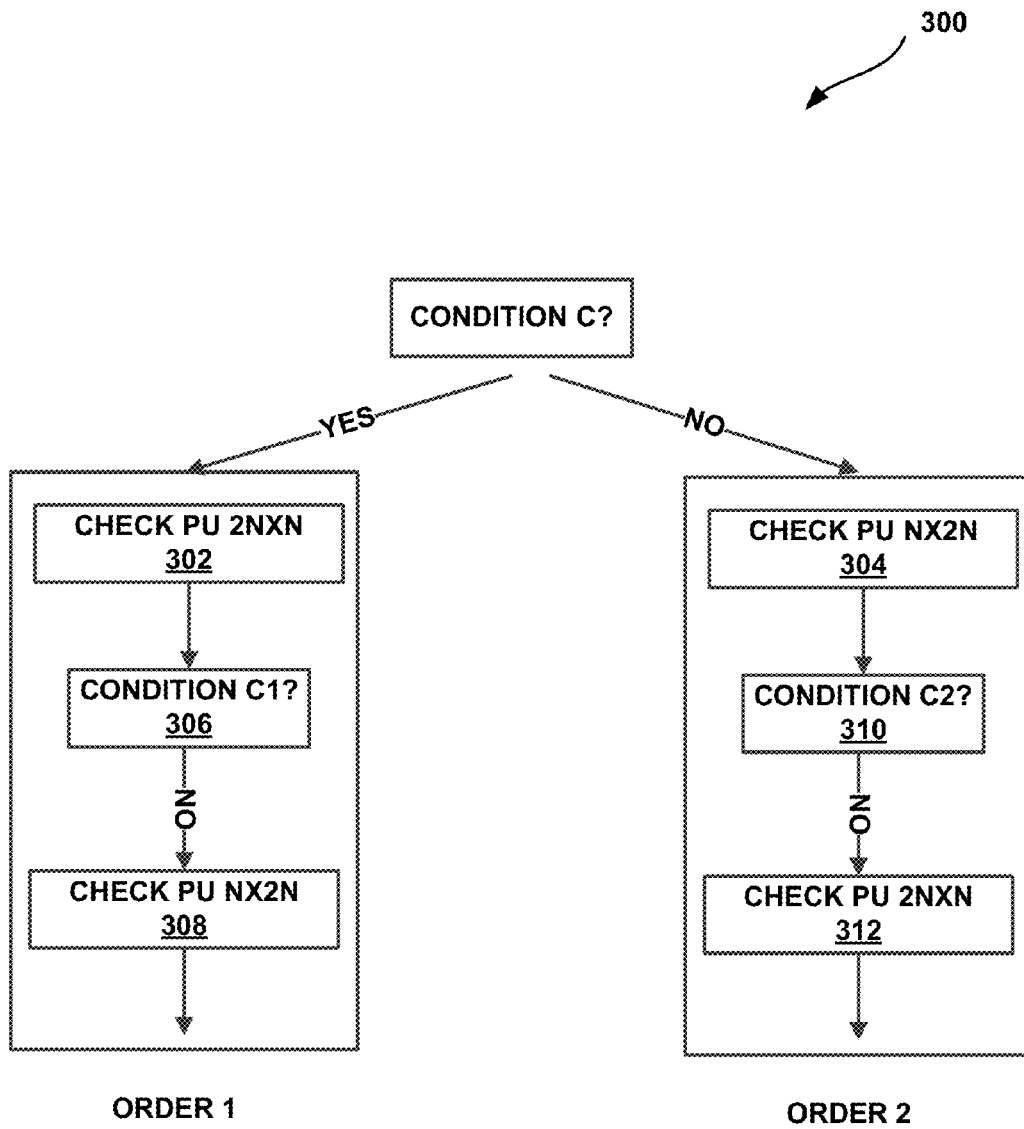 300
CONDITION C?
YES
NO
CHECK PU 2NXN
302
CONDITION C1?
306
NO
CHECK PU NX2N
308
ORDER 1
CHECK PU NX2N
304
CONDITION C2?
310
NO
CHECK PU 2NXN
312
ORDER 2